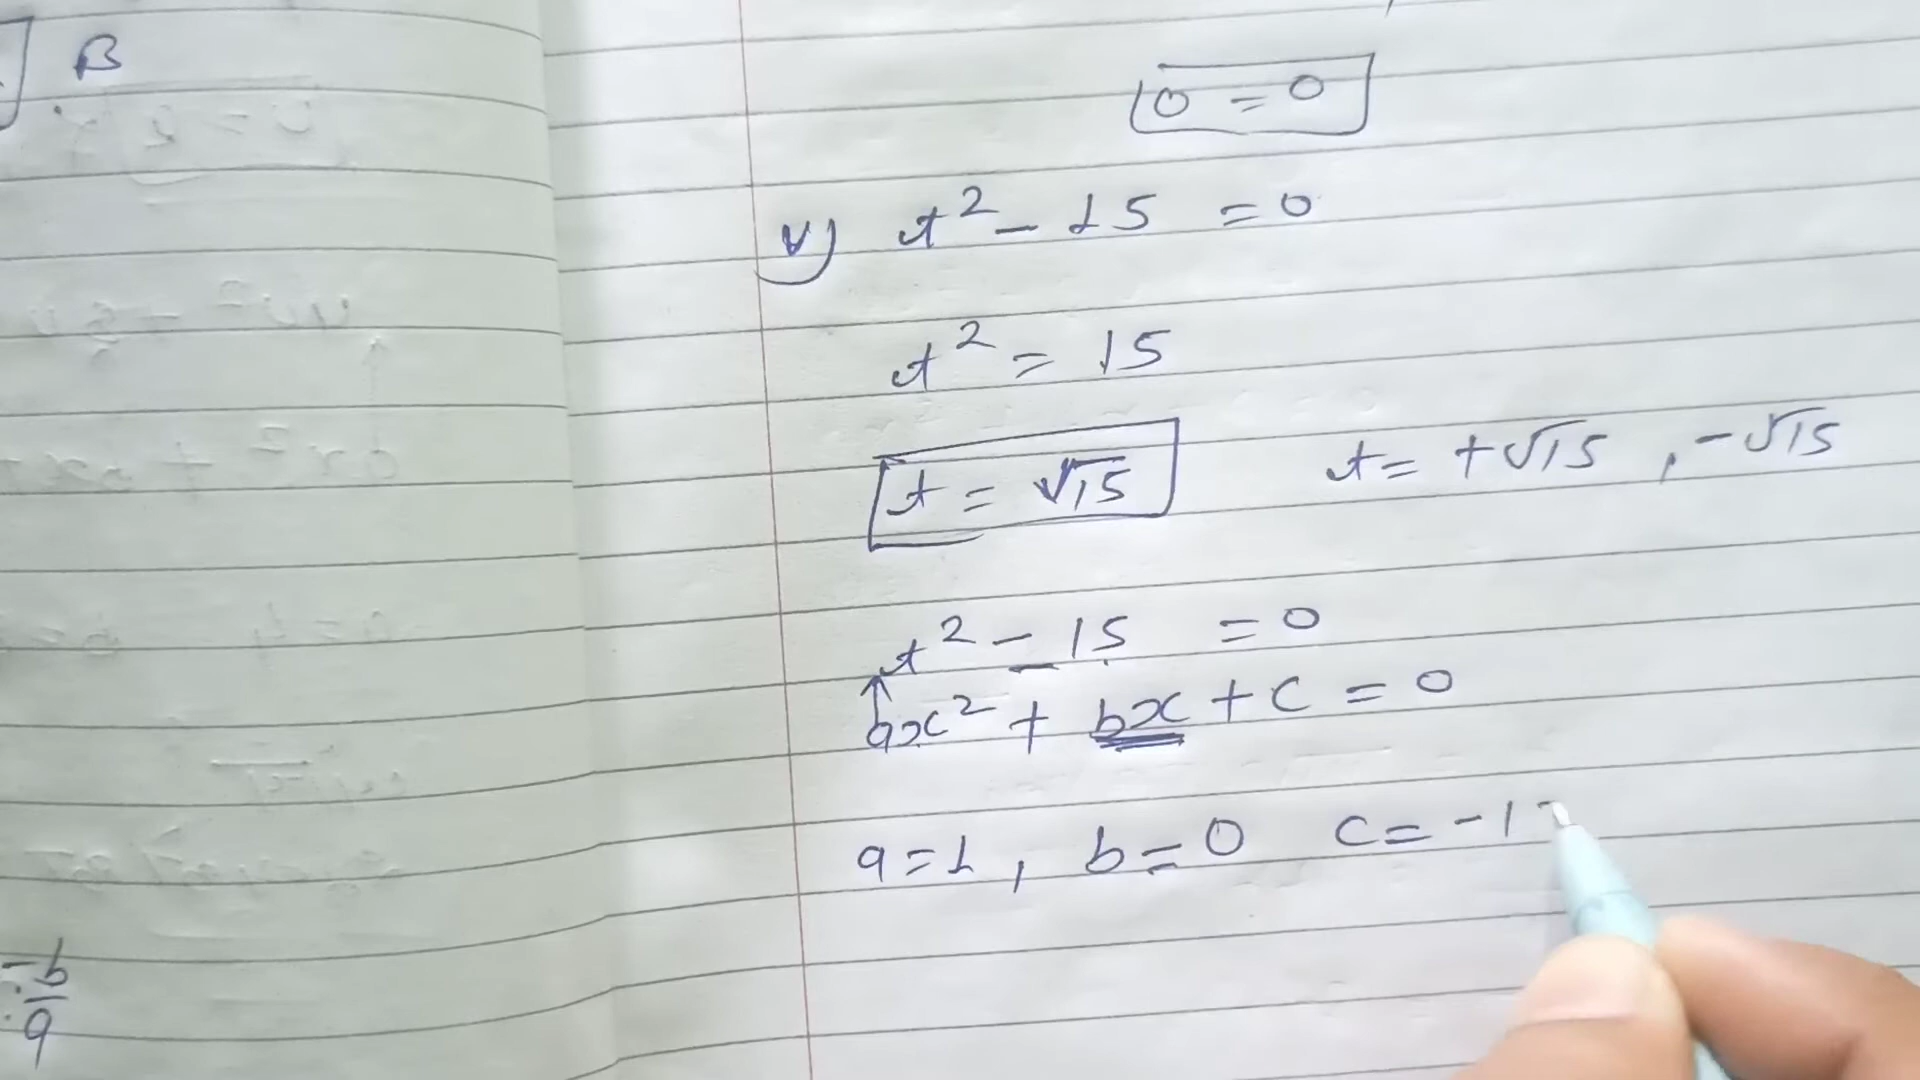 B
0 = 0
v) t² - 15 = 0
t² = 15
t = √15 t = +√15 , -√15
t² - 15 = 0
ax² + bx + c = 0
a = 1 , b = 0 c = -1
-b
a